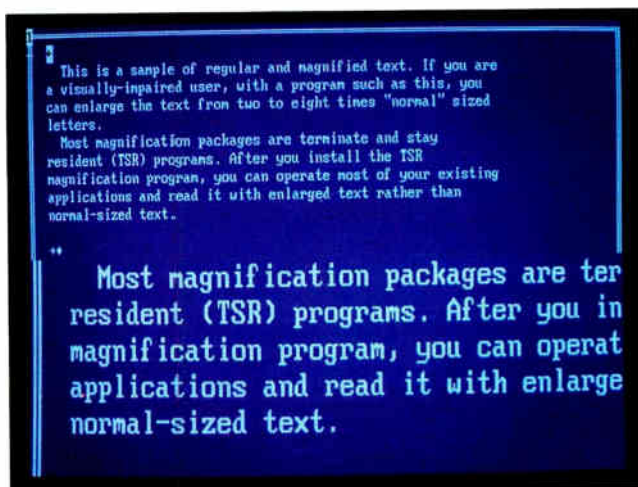 This is a sample of regular and magnified text. If you are
a visually-impaired user, with a program such as this, you
can enlarge the text from two to eight times "normal" sized
letters.
Most magnification packages are terminate and stay
resident (TSR) programs. After you install the TSR
magnification program, you can operate most of your existing
applications and read it with enlarged text rather than
normal-sized text.
Most magnification packages are ter
resident (TSR) programs. After you in
magnification program, you can operat
applications and read it with enlarge
normal-sized text.